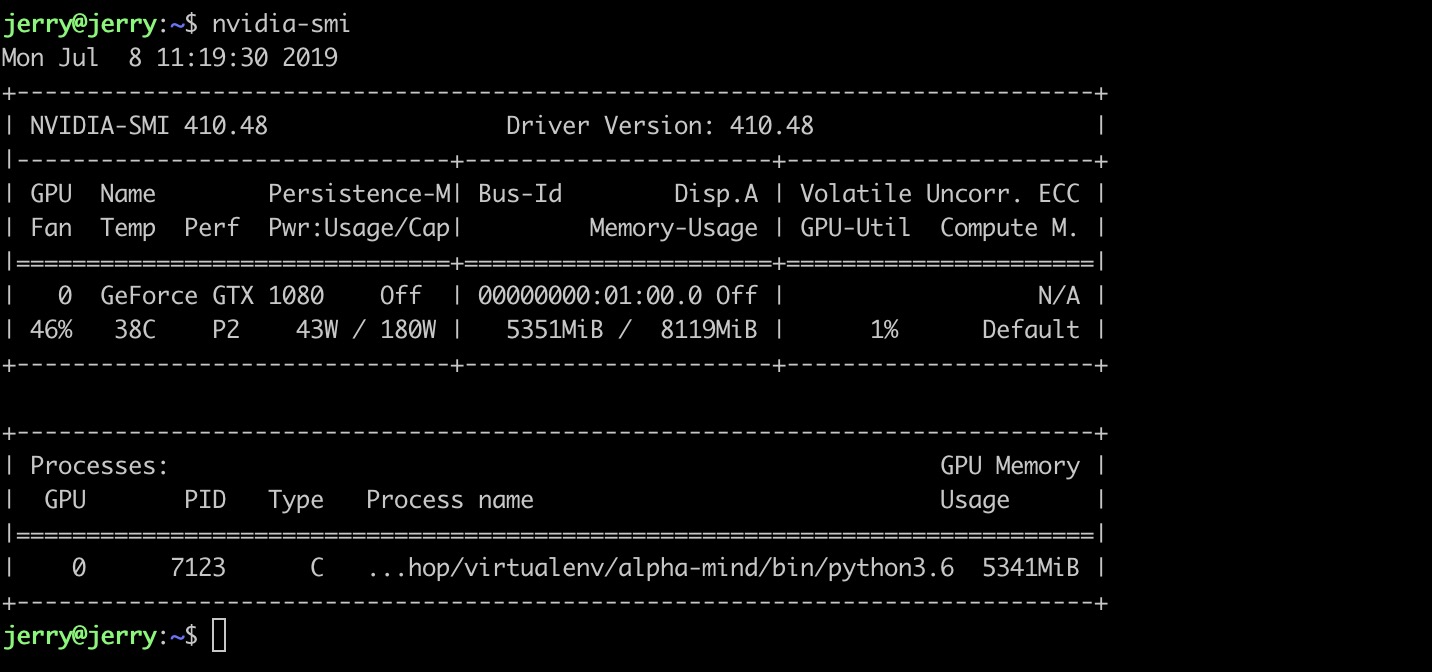 jerry@jerry:~$ nvidia-smi
Mon Jul  8 11:19:30 2019
+-----------------------------------------------------------------------------+
| NVIDIA-SMI 410.48                 Driver Version: 410.48                    |
|-------------------------------+----------------------+----------------------+
| GPU  Name        Persistence-M| Bus-Id        Disp.A | Volatile Uncorr. ECC |
| Fan  Temp  Perf  Pwr:Usage/Cap|         Memory-Usage | GPU-Util  Compute M. |
|===============================+======================+======================|
|   0  GeForce GTX 1080    Off  | 00000000:01:00.0 Off |                  N/A |
| 46%   38C    P2    43W / 180W |   5351MiB /  8119MiB |      1%      Default |
+-------------------------------+----------------------+----------------------+

+-----------------------------------------------------------------------------+
| Processes:                                                       GPU Memory |
|  GPU       PID   Type   Process name                             Usage      |
|=============================================================================|
|    0      7123      C   ...hop/virtualenv/alpha-mind/bin/python3.6  5341MiB |
+-----------------------------------------------------------------------------+
jerry@jerry:~$